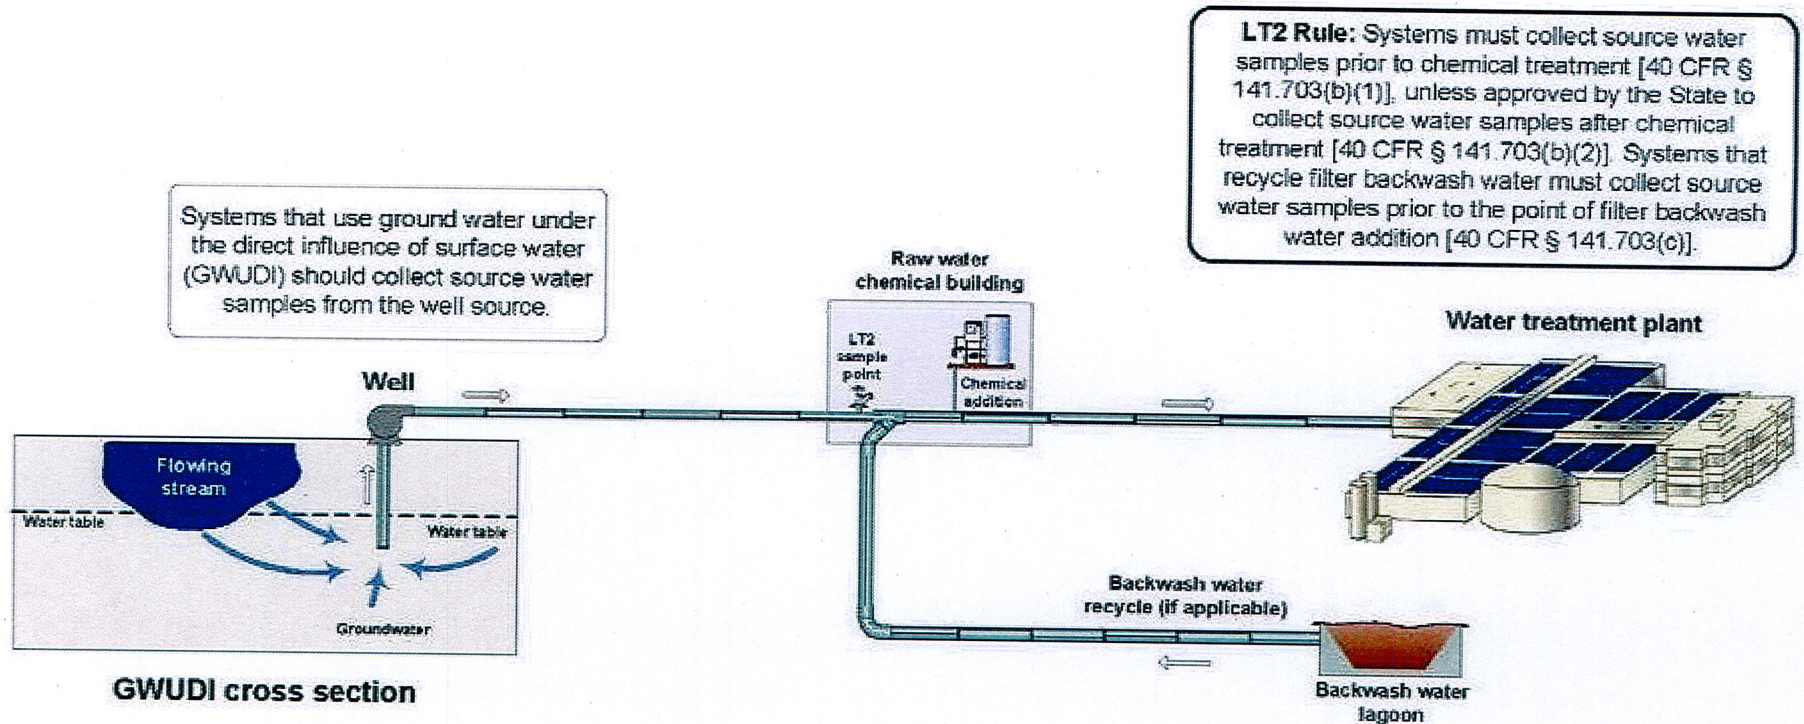 LT2 Rule: Systems must collect source water
samples prior to chemical treatment [40 CFR §
141.703(b)(1)], unless approved by the State to
collect source water samples after chemical
treatment [40 CFR § 141.703(b)(2)]. Systems that
recycle filter backwash water must collect source
water samples prior to the point of filter backwash
water addition [40 CFR § 141.703(c)].
Systems that use ground water under
the direct influence of surface water
(GWUDI) should collect source water
samples from the well source.
Raw water
chemical building
Water treatment plant
LT2
sample
point
Chemical
addition
Well
Flowing
stream
Water table
Water table
Groundwater
GWUDI cross section
Backwash water
recycle (if applicable)
Backwash water
lagoon